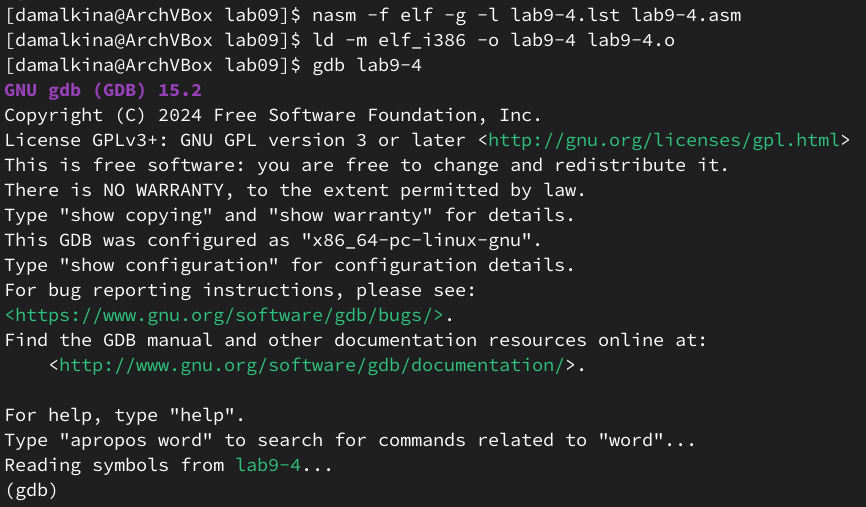 [damalkina@ArchVBox lab09]$ nasm -f elf -g -l lab9-4.lst lab9-4.asm
[damalkina@ArchVBox lab09]$ ld -m elf_i386 -o lab9-4 lab9-4.o
[damalkina@ArchVBox lab09]$ gdb lab9-4
GNU gdb (GDB) 15.2
Copyright (C) 2024 Free Software Foundation, Inc.
License GPLv3+: GNU GPL version 3 or later <http://gnu.org/licenses/gpl.html>
This is free software: you are free to change and redistribute it.
There is NO WARRANTY, to the extent permitted by law.
Type "show copying" and "show warranty" for details.
This GDB was configured as "x86_64-pc-linux-gnu".
Type "show configuration" for configuration details.
For bug reporting instructions, please see:
<https://www.gnu.org/software/gdb/bugs/>.
Find the GDB manual and other documentation resources online at:
    <http://www.gnu.org/software/gdb/documentation/>.

For help, type "help".
Type "apropos word" to search for commands related to "word"...
Reading symbols from lab9-4...
(gdb)